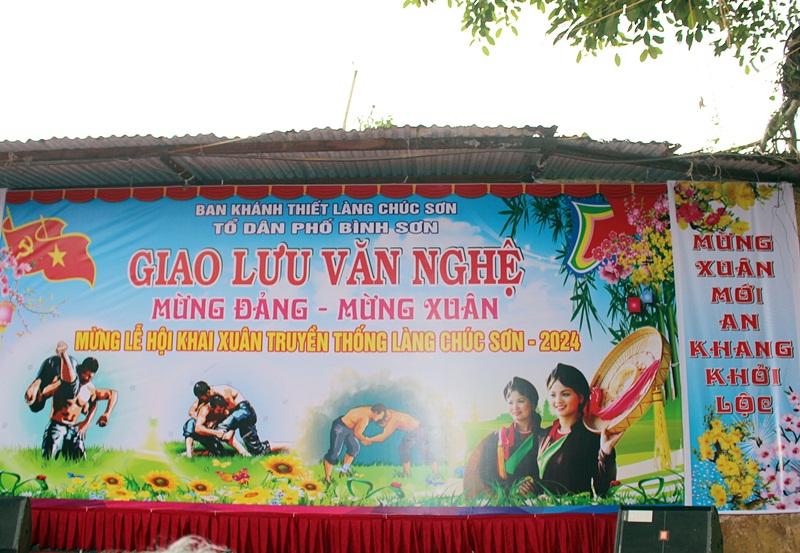 BAN KHÁNH THIẾT LÀNG CHÚC SƠN
TỔ DÂN PHỐ BÌNH SƠN
GIAO LƯU VĂN NGHỆ
MỪNG ĐẢNG - MỪNG XUÂN
MỪNG LỄ HỘI KHAI XUÂN TRUYỀN THỐNG LÀNG CHÚC SƠN - 2024
MỪNG
XUÂN
MỚI
AN
KHANG
KHỞI
LỘC